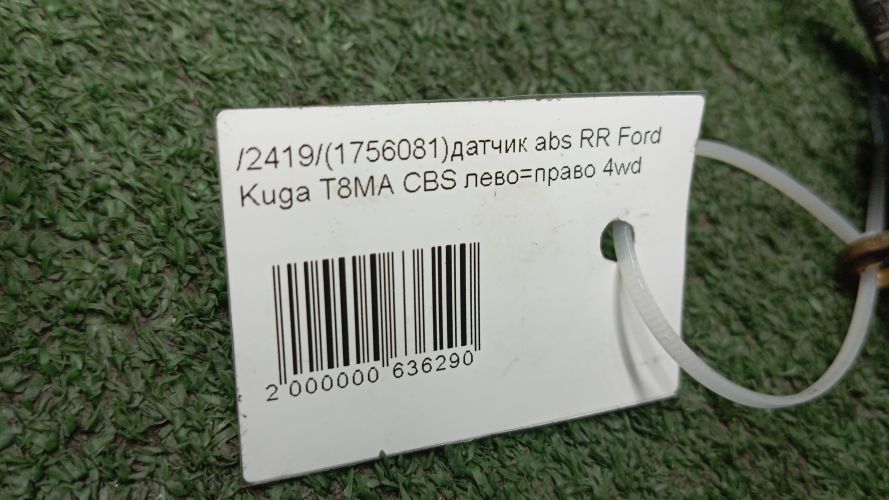 /2419/(1756081)датчик abs RR Ford
Kuga T8MA CBS лево=право 4wd
2 000000 636290